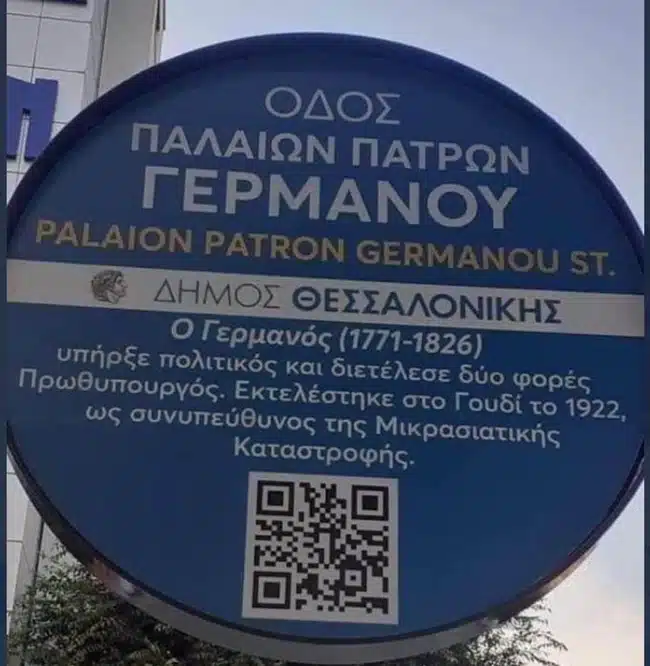 ΟΔΟΣ
ΠΑΛΑΙΩΝ ΠΑΤΡΩΝ
ΓΕΡΜΑΝΟΥ
PALAION PATRON GERMANOU ST.
ΔΗΜΟΣ ΘΕΣΣΑΛΟΝΙΚΗΣ
Ο Γερμανός (1771-1826)
υπήρξε πολιτικός και διετέλεσε δύο φορές
Πρωθυπουργός. Εκτελέστηκε στο Γουδί το 1922,
ως συνυπεύθυνος της Μικρασιατικής
Καταστροφής.